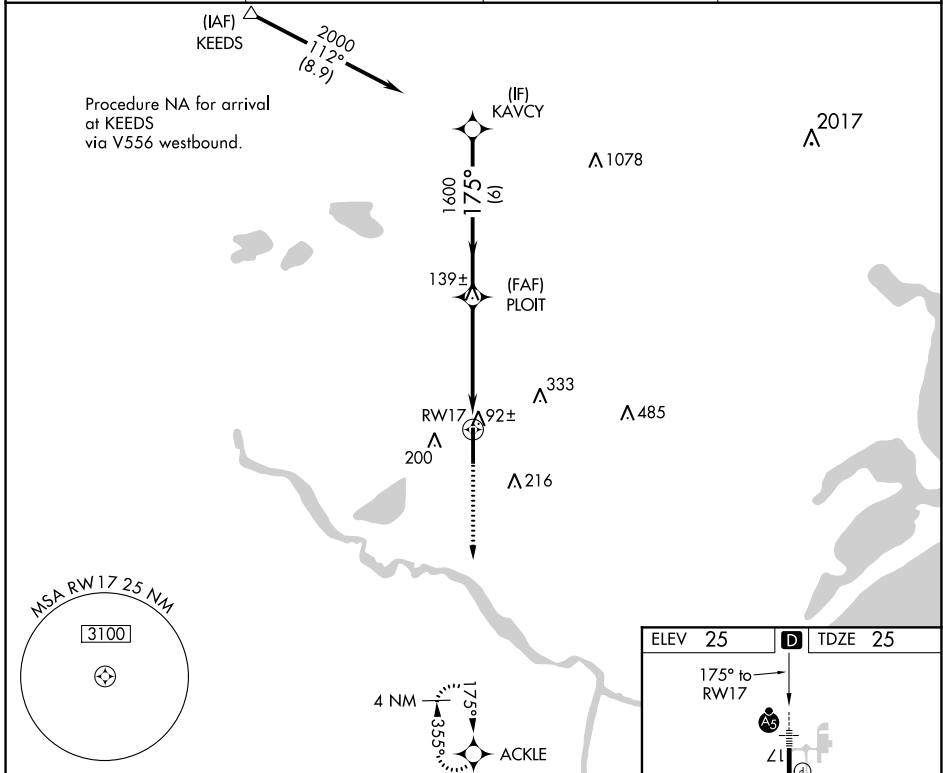 (IAF)
KEEDS
2000
112°
(8.9)
Procedure NA for arrival
at KEEDS
via V556 westbound.
(IF)
KAVCY
2017
1078
1600
175°
(6)
139±
(FAF)
PLOIT
333
RW17
92±
485
200
216
MSA RW17 25 NM
3100
4 NM
175°
355°
ACKLE
ELEV 25
D
TDZE 25
175° to
RW17
A5
17
d